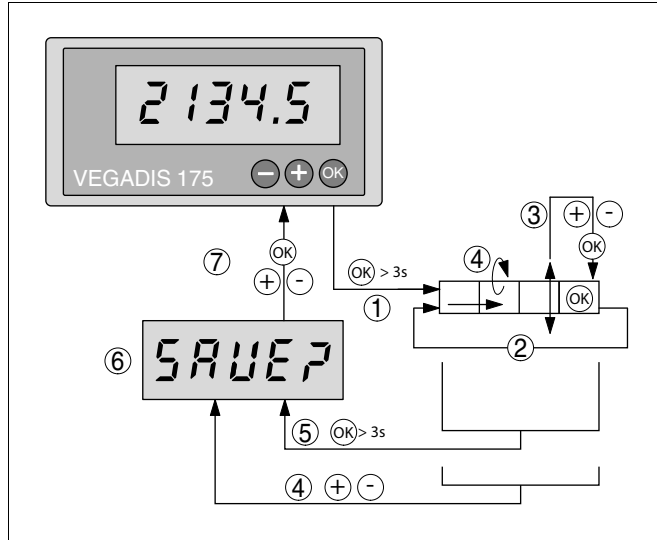 2134.5
VEGADIS 175 − + OK
③ + -
OK
⑦ OK
+ -
OK > 3s
①
④
OK
②
⑥ SAVE?
⑤ OK > 3s
④ + -